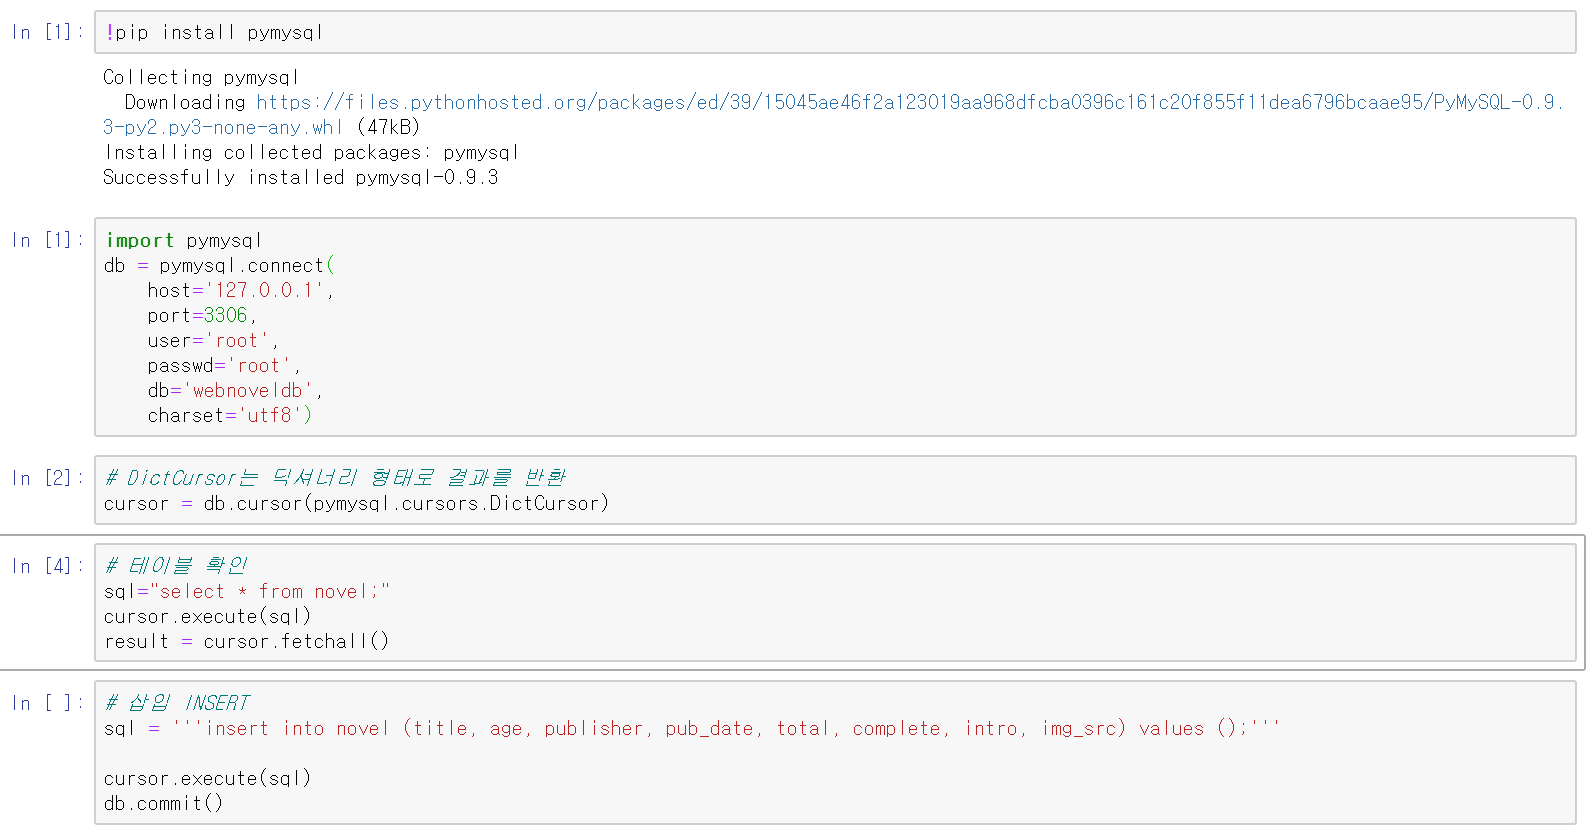 In [1]: !pip install pymysql
Collecting pymysql
  Downloading https://files.pythonhosted.org/packages/ed/39/15045ae46f2a123019aa968dfcba0396c161c20f855f11dea6796bcaae95/PyMySQL-0.9.
3-py2.py3-none-any.whl (47kB)
Installing collected packages: pymysql
Successfully installed pymysql-0.9.3
In [1]: import pymysql
db = pymysql.connect(
    host='127.0.0.1',
    port=3306,
    user='root',
    passwd='root',
    db='webnoveldb',
    charset='utf8')
In [2]: # DictCursor는 딕셔너리 형태로 결과를 반환
cursor = db.cursor(pymysql.cursors.DictCursor)
In [4]: # 테이블 확인
sql="select * from novel;"
cursor.execute(sql)
result = cursor.fetchall()
In [ ]: # 삽입 INSERT
sql = '''insert into novel (title, age, publisher, pub_date, total, complete, intro, img_src) values ();'''
cursor.execute(sql)
db.commit()